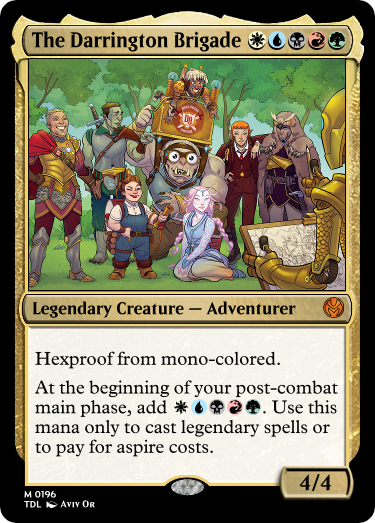 The Darrington Brigade
Legendary Creature — Adventurer
Hexproof from mono-colored.
At the beginning of your post-combat
main phase, add . Use this
mana only to cast legendary spells or
to pay for aspire costs.
4/4
M 0196
TDL Aviv Or